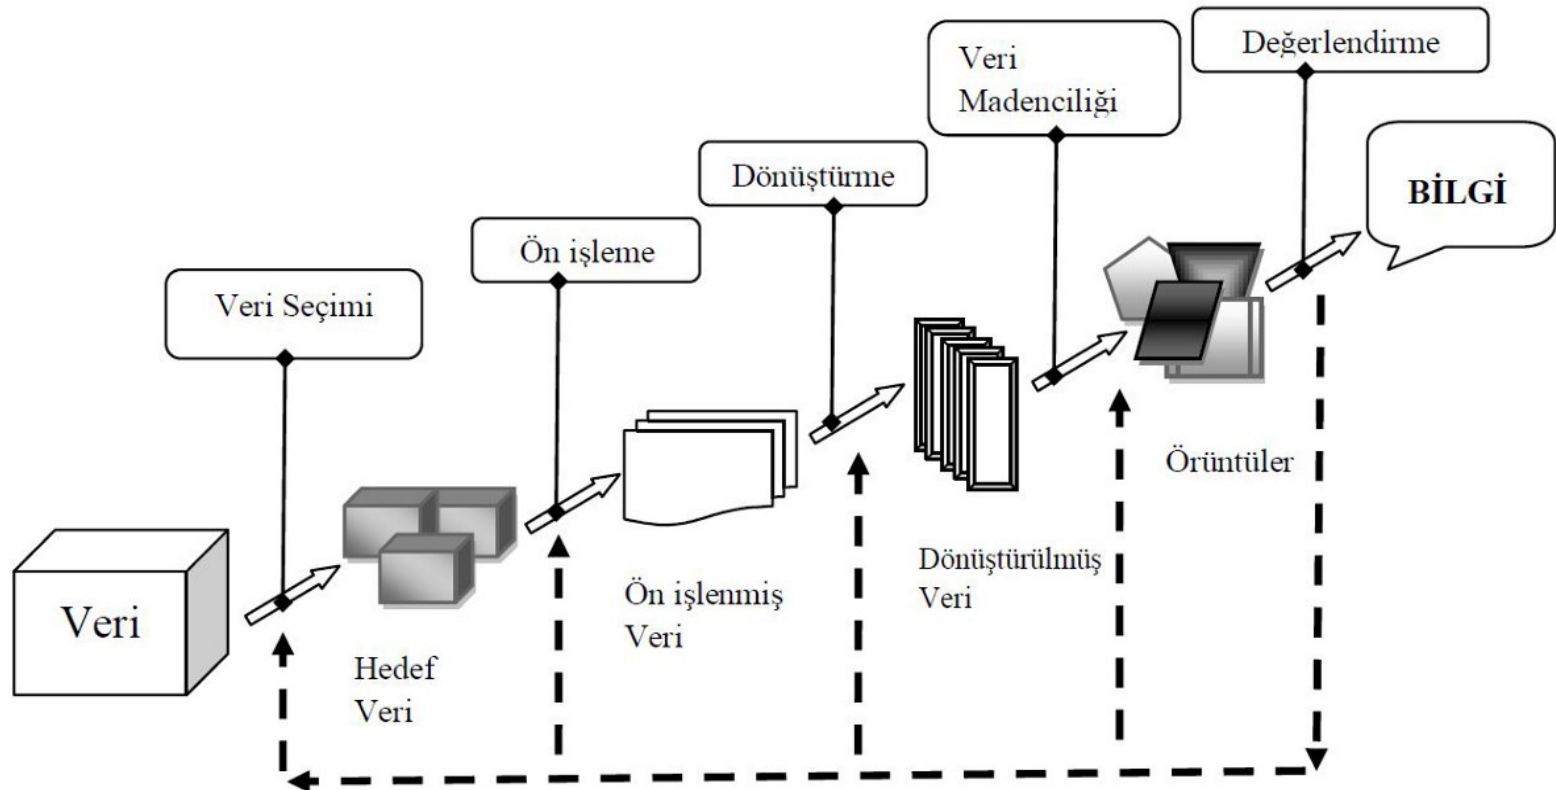 Değerlendirme
Veri
Madenciliği
Dönüştürme
BİLGİ
Ön işleme
Veri Seçimi
Örüntüler
Dönüştürülmüş
Veri
Ön işlenmiş
Veri
Veri
Hedef
Veri